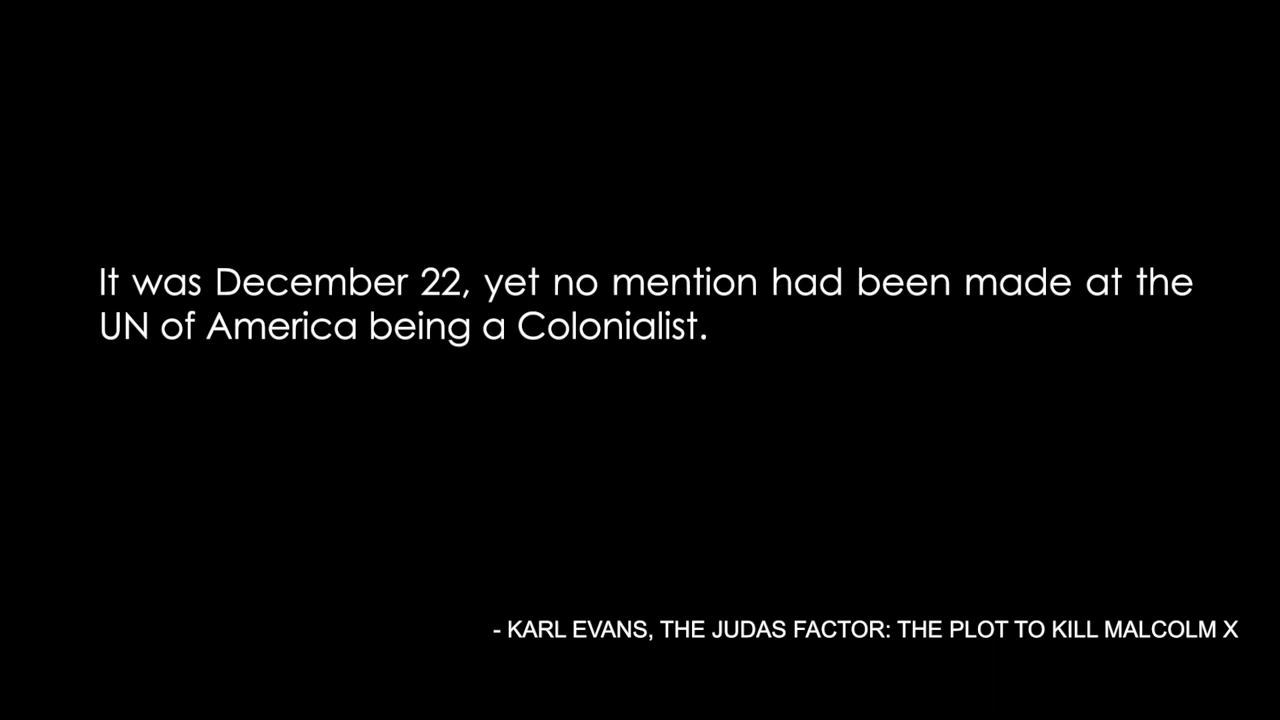 It was December 22, yet no mention had been made at the
UN of America being a Colonialist.
- KARL EVANS, THE JUDAS FACTOR: THE PLOT TO KILL MALCOLM X